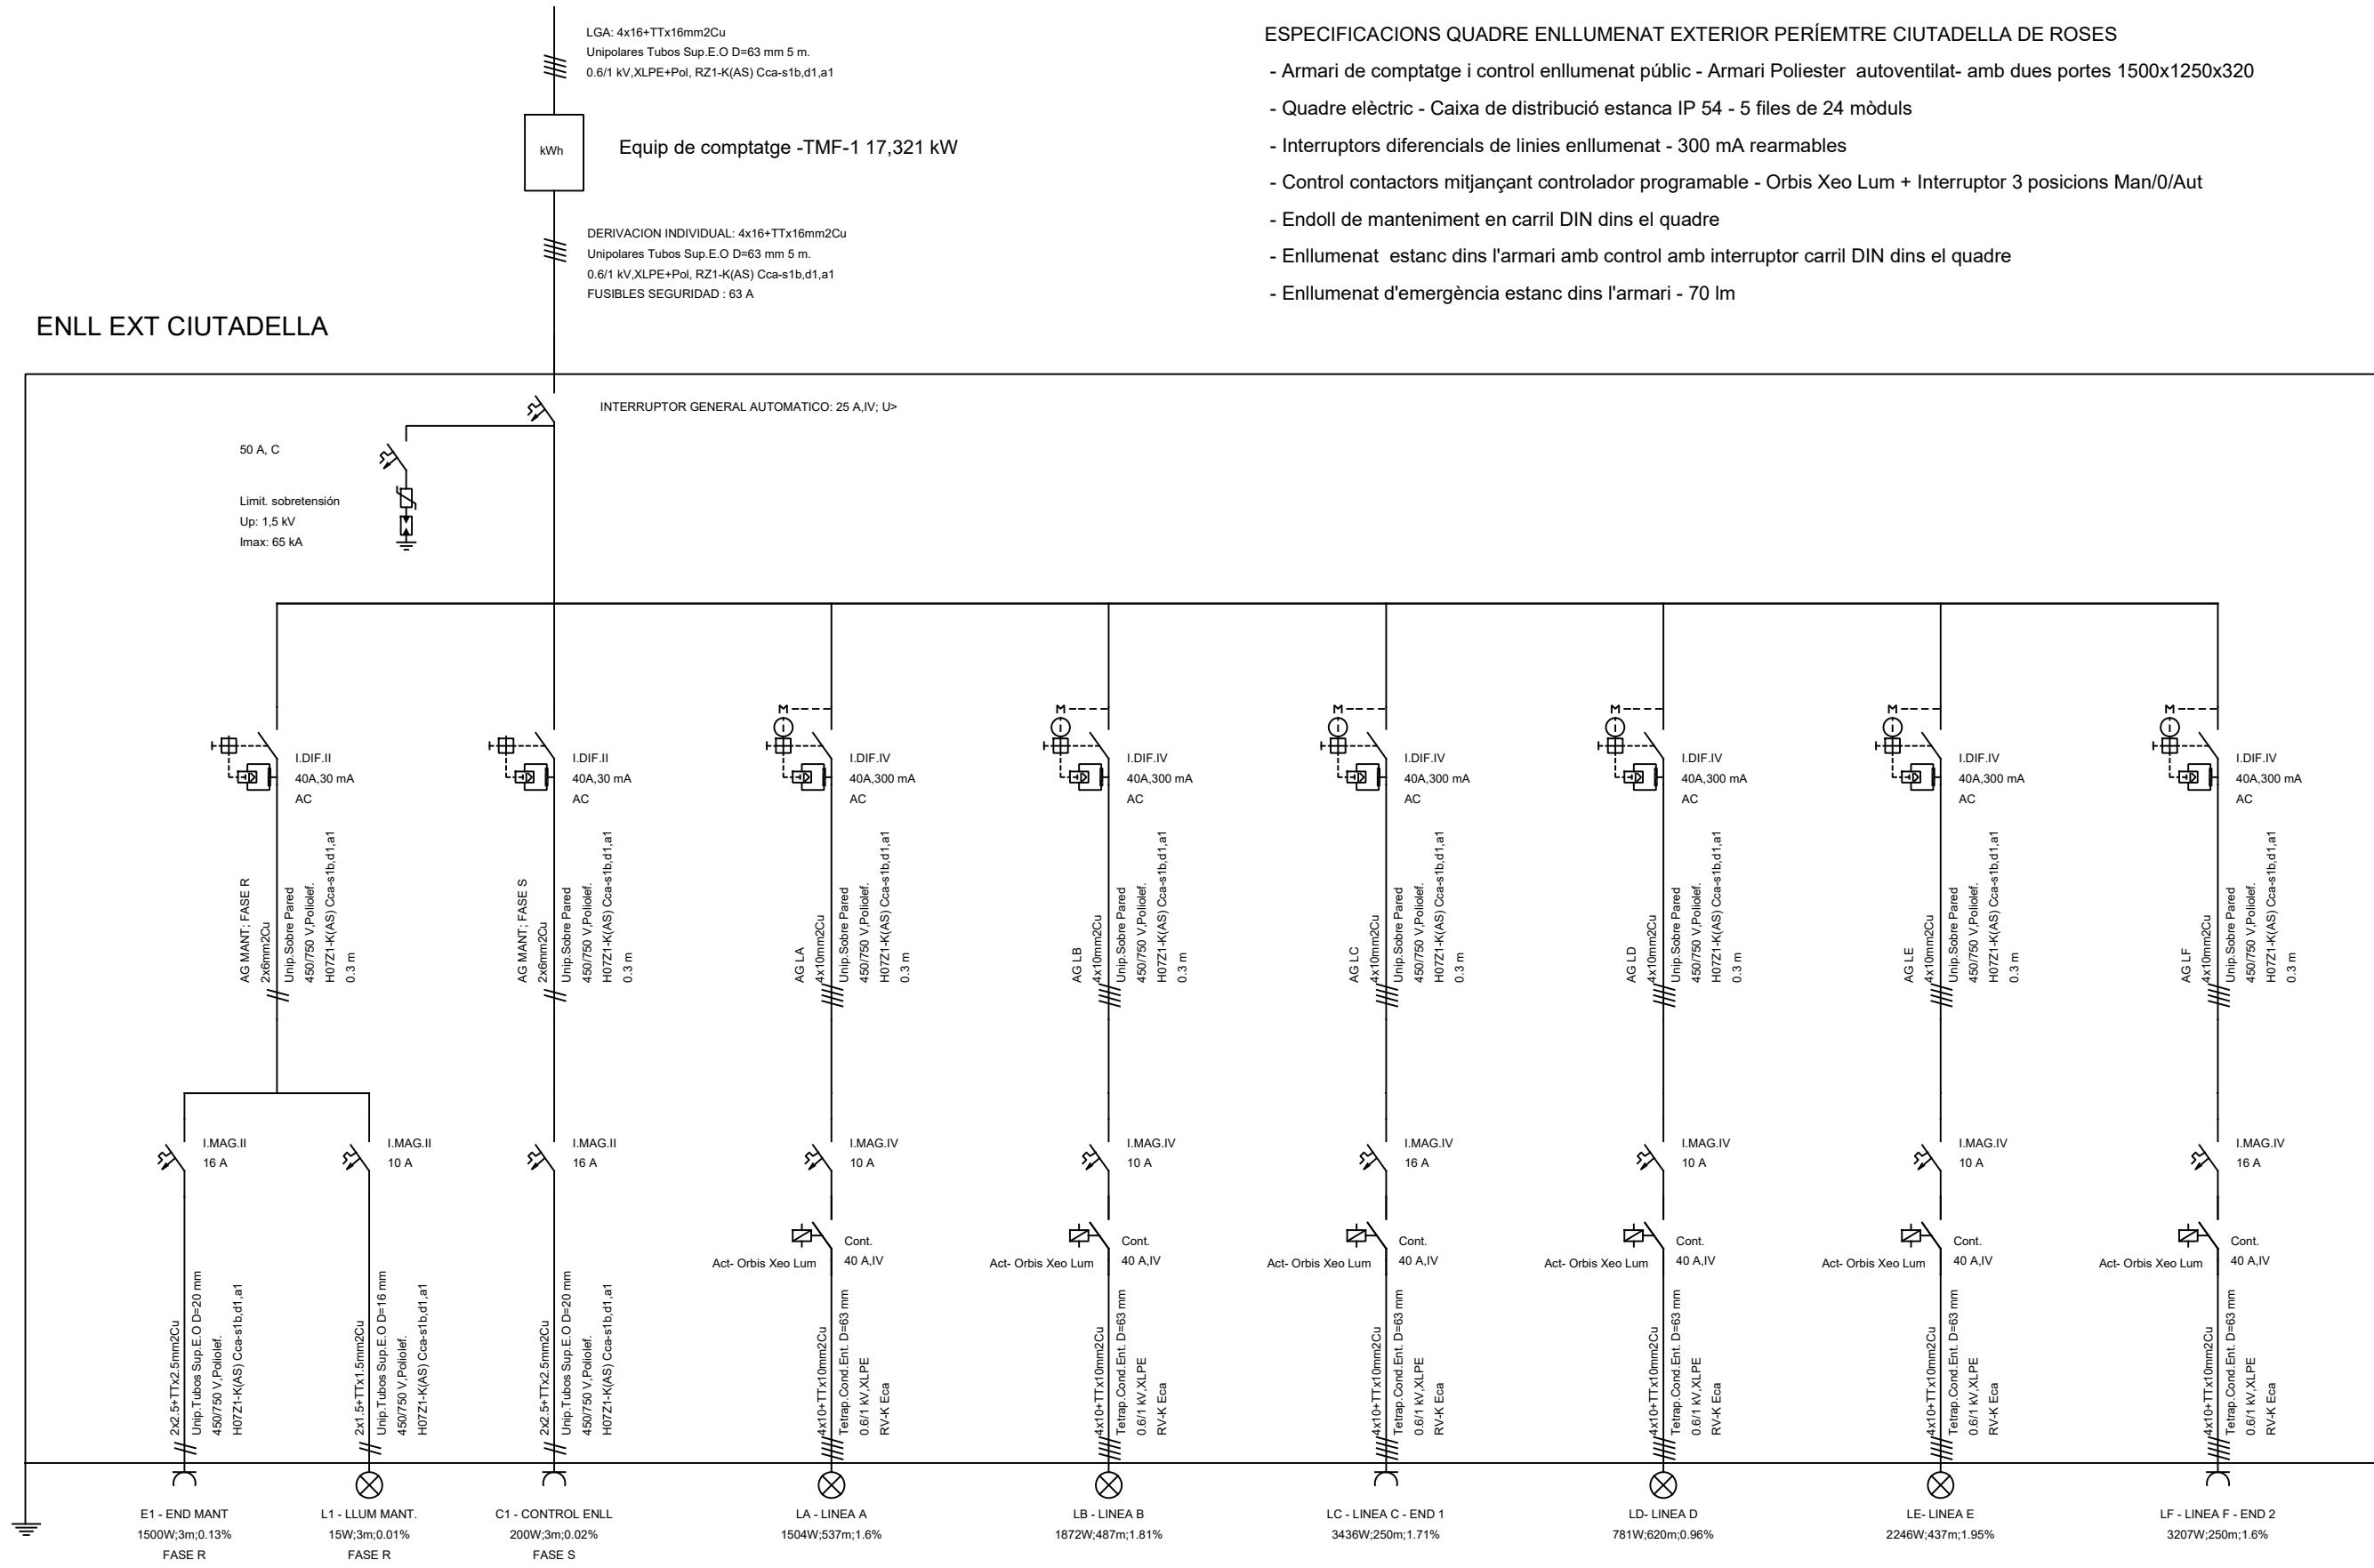 LGA: 4x16+TTx16mm2Cu
Unipolares Tubos Sup.E.O D=63 mm 5 m.
0.6/1 kV,XLPE+Pol, RZ1-K(AS) Cca-s1b,d1,a1
kWh
Equip de comptatge -TMF-1 17,321 kW
DERIVACION INDIVIDUAL: 4x16+TTx16mm2Cu
Unipolares Tubos Sup.E.O D=63 mm 5 m.
0.6/1 kV,XLPE+Pol, RZ1-K(AS) Cca-s1b,d1,a1
FUSIBLES SEGURIDAD : 63 A
ESPECIFICACIONS QUADRE ENLLUMENAT EXTERIOR PERÍEMTRE CIUTADELLA DE ROSES
- Armari de comptatge i control enllumenat públic - Armari Poliester autoventilat- amb dues portes 1500x1250x320
- Quadre elèctric - Caixa de distribució estanca IP 54 - 5 files de 24 mòduls
- Interruptors diferencials de linies enllumenat - 300 mA rearmables
- Control contactors mitjançant controlador programable - Orbis Xeo Lum + Interruptor 3 posicions Man/0/Aut
- Endoll de manteniment en carril DIN dins el quadre
- Enllumenat estanc dins l'armari amb control amb interruptor carril DIN dins el quadre
- Enllumenat d'emergència estanc dins l'armari - 70 lm
ENLL EXT CIUTADELLA
INTERRUPTOR GENERAL AUTOMATICO: 25 A,IV; U>
50 A, C
Limit. sobretensión
Up: 1,5 kV
Imax: 65 kA
I.DIF.II
40A,30 mA
AC
AG MANT; FASE R
2x6mm2Cu
Unip.Sobre Pared
450/750 V,Poliolef.
H07Z1-K(AS) Cca-s1b,d1,a1
0.3 m
I.DIF.II
40A,30 mA
AC
AG MANT; FASE S
2x6mm2Cu
Unip.Sobre Pared
450/750 V,Poliolef.
H07Z1-K(AS) Cca-s1b,d1,a1
0.3 m
M
I.DIF.IV
40A,300 mA
AC
AG LA
4x10mm2Cu
Unip.Sobre Pared
450/750 V,Poliolef.
H07Z1-K(AS) Cca-s1b,d1,a1
0.3 m
M
I.DIF.IV
40A,300 mA
AC
AG LB
4x10mm2Cu
Unip.Sobre Pared
450/750 V,Poliolef.
H07Z1-K(AS) Cca-s1b,d1,a1
0.3 m
M
I.DIF.IV
40A,300 mA
AC
AG LC
4x10mm2Cu
Unip.Sobre Pared
450/750 V,Poliolef.
H07Z1-K(AS) Cca-s1b,d1,a1
0.3 m
M
I.DIF.IV
40A,300 mA
AC
AG LD
4x10mm2Cu
Unip.Sobre Pared
450/750 V,Poliolef.
H07Z1-K(AS) Cca-s1b,d1,a1
0.3 m
M
I.DIF.IV
40A,300 mA
AC
AG LE
4x10mm2Cu
Unip.Sobre Pared
450/750 V,Poliolef.
H07Z1-K(AS) Cca-s1b,d1,a1
0.3 m
M
I.DIF.IV
40A,300 mA
AC
AG LF
4x10mm2Cu
Unip.Sobre Pared
450/750 V,Poliolef.
H07Z1-K(AS) Cca-s1b,d1,a1
0.3 m
I.MAG.II
16 A
2x2.5+TTx2.5mm2Cu
Unip.Tubos Sup.E.O D=20 mm
450/750 V,Poliolef.
H07Z1-K(AS) Cca-s1b,d1,a1
E1 - END MANT
1500W;3m;0.13%
FASE R
I.MAG.II
10 A
2x1.5+TTx1.5mm2Cu
Unip.Tubos Sup.E.O D=16 mm
450/750 V,Poliolef.
H07Z1-K(AS) Cca-s1b,d1,a1
L1 - LLUM MANT.
15W;3m;0.01%
FASE R
I.MAG.II
16 A
2x2.5+TTx2.5mm2Cu
Unip.Tubos Sup.E.O D=20 mm
450/750 V,Poliolef.
H07Z1-K(AS) Cca-s1b,d1,a1
C1 - CONTROL ENLL
200W;3m;0.02%
FASE S
I.MAG.IV
10 A
Cont.
40 A,IV
Act- Orbis Xeo Lum
4x10+TTx10mm2Cu
Tetrap.Cond.Ent. D=63 mm
0.6/1 kV,XLPE
RV-K Eca
LA - LINEA A
1504W;537m;1.6%
I.MAG.IV
10 A
Cont.
40 A,IV
Act- Orbis Xeo Lum
4x10+TTx10mm2Cu
Tetrap.Cond.Ent. D=63 mm
0.6/1 kV,XLPE
RV-K Eca
LB - LINEA B
1872W;487m;1.81%
I.MAG.IV
16 A
Cont.
40 A,IV
Act- Orbis Xeo Lum
4x10+TTx10mm2Cu
Tetrap.Cond.Ent. D=63 mm
0.6/1 kV,XLPE
RV-K Eca
LC - LINEA C - END 1
3436W;250m;1.71%
I.MAG.IV
10 A
Cont.
40 A,IV
Act- Orbis Xeo Lum
4x10+TTx10mm2Cu
Tetrap.Cond.Ent. D=63 mm
0.6/1 kV,XLPE
RV-K Eca
LD- LINEA D
781W;620m;0.96%
I.MAG.IV
10 A
Cont.
40 A,IV
Act- Orbis Xeo Lum
4x10+TTx10mm2Cu
Tetrap.Cond.Ent. D=63 mm
0.6/1 kV,XLPE
RV-K Eca
LE- LINEA E
2246W;437m;1.95%
I.MAG.IV
16 A
Cont.
40 A,IV
Act- Orbis Xeo Lum
4x10+TTx10mm2Cu
Tetrap.Cond.Ent. D=63 mm
0.6/1 kV,XLPE
RV-K Eca
LF - LINEA F - END 2
3207W;250m;1.6%